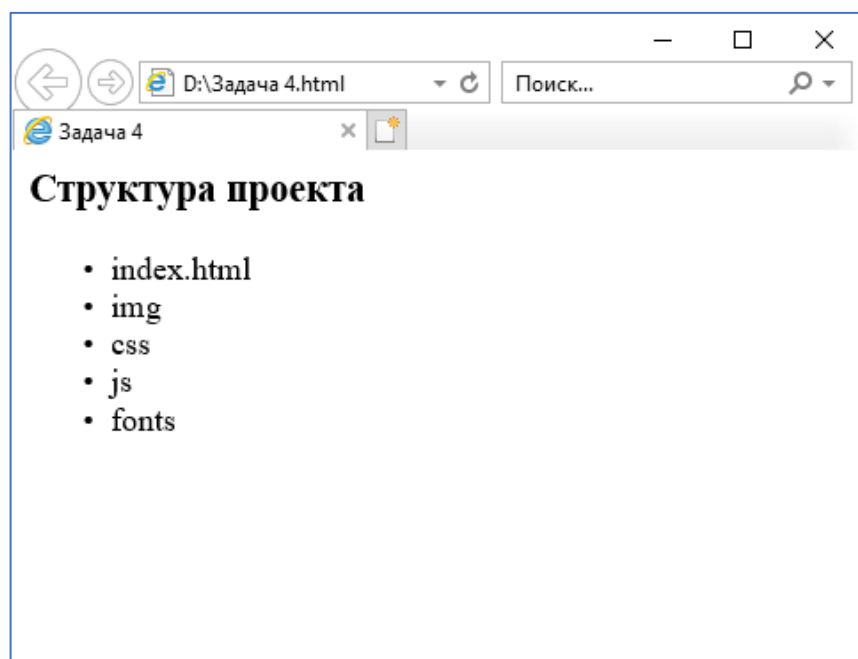 D:\Задача 4.html
Поиск...
Задача 4
Структура проекта
• index.html
• img
• css
• js
• fonts